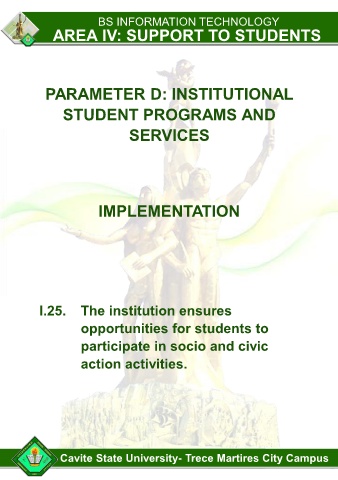 BS INFORMATION TECHNOLOGY
AREA IV: SUPPORT TO STUDENTS
PARAMETER D: INSTITUTIONAL
STUDENT PROGRAMS AND
SERVICES
IMPLEMENTATION
I.25. The institution ensures
opportunities for students to
participate in socio and civic
action activities.
Cavite State University- Trece Martires City Campus